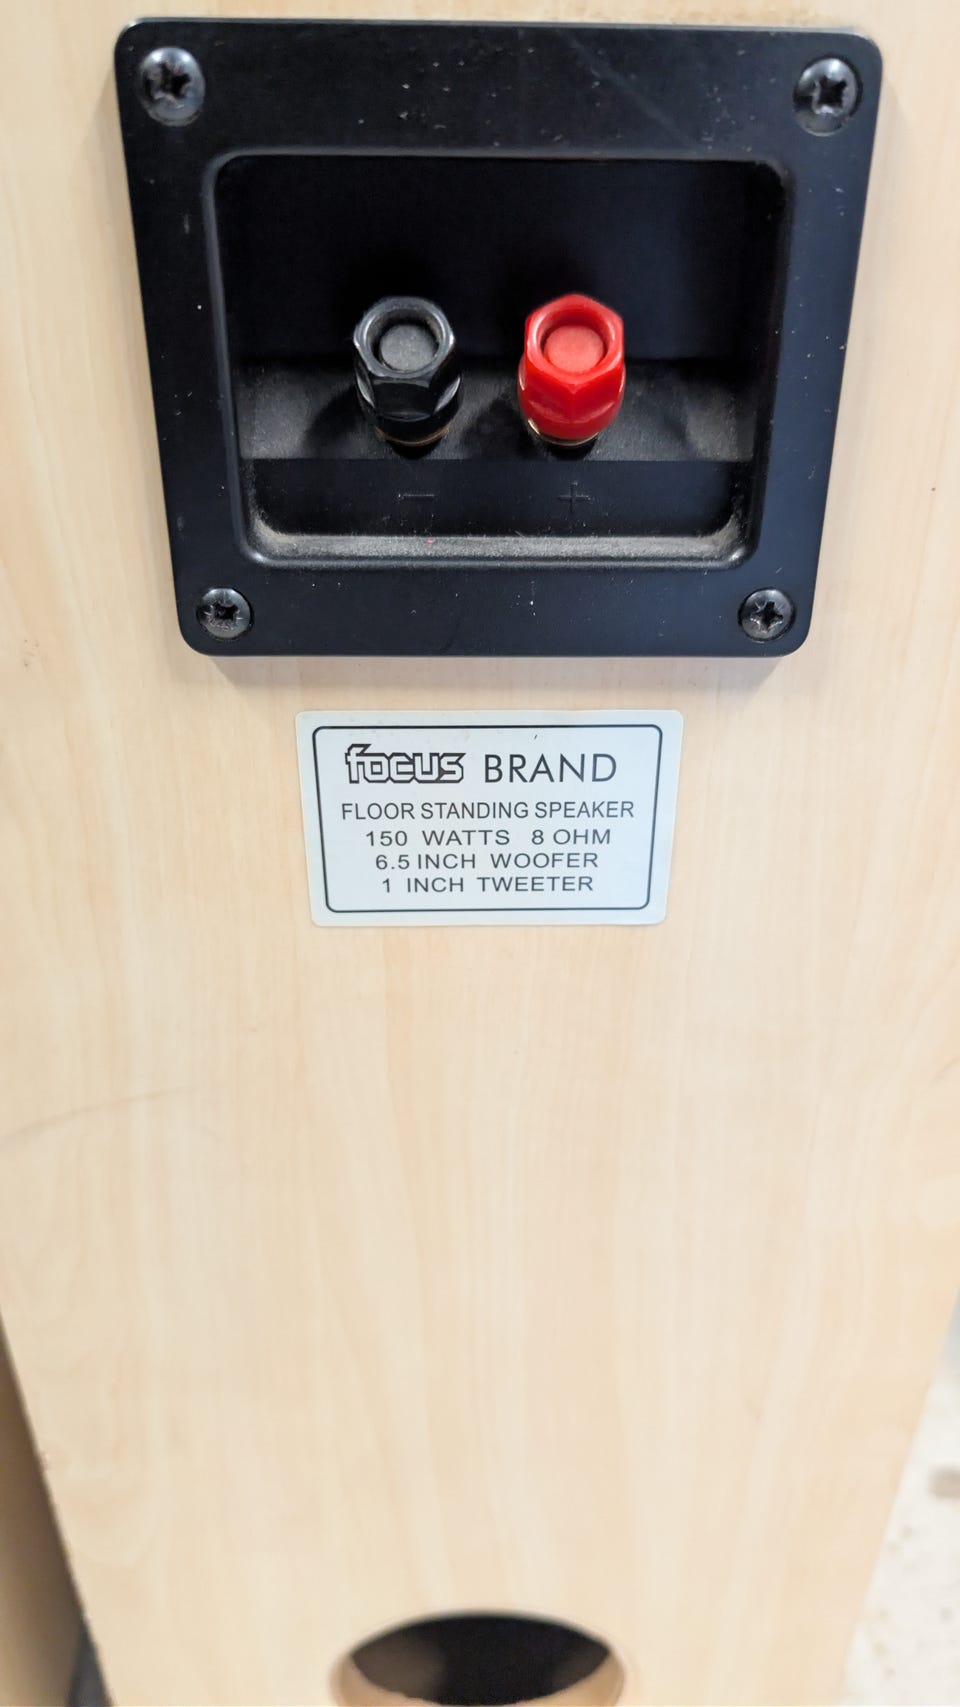 − +
focus BRAND
FLOOR STANDING SPEAKER
150 WATTS 8 OHM
6.5 INCH WOOFER
1 INCH TWEETER